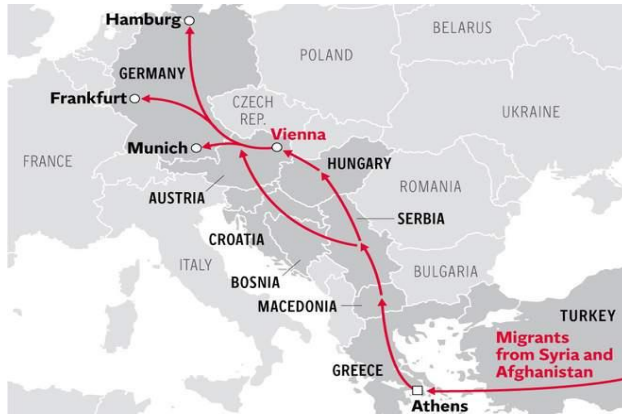 Hamburg
BELARUS
POLAND
GERMANY
Frankfurt
CZECH
REP.
UKRAINE
Vienna
Munich
FRANCE
HUNGARY
AUSTRIA
ROMANIA
SERBIA
CROATIA
ITALY
BOSNIA
BULGARIA
MACEDONIA
TURKEY
Migrants
from Syria and
Afghanistan
GREECE
Athens